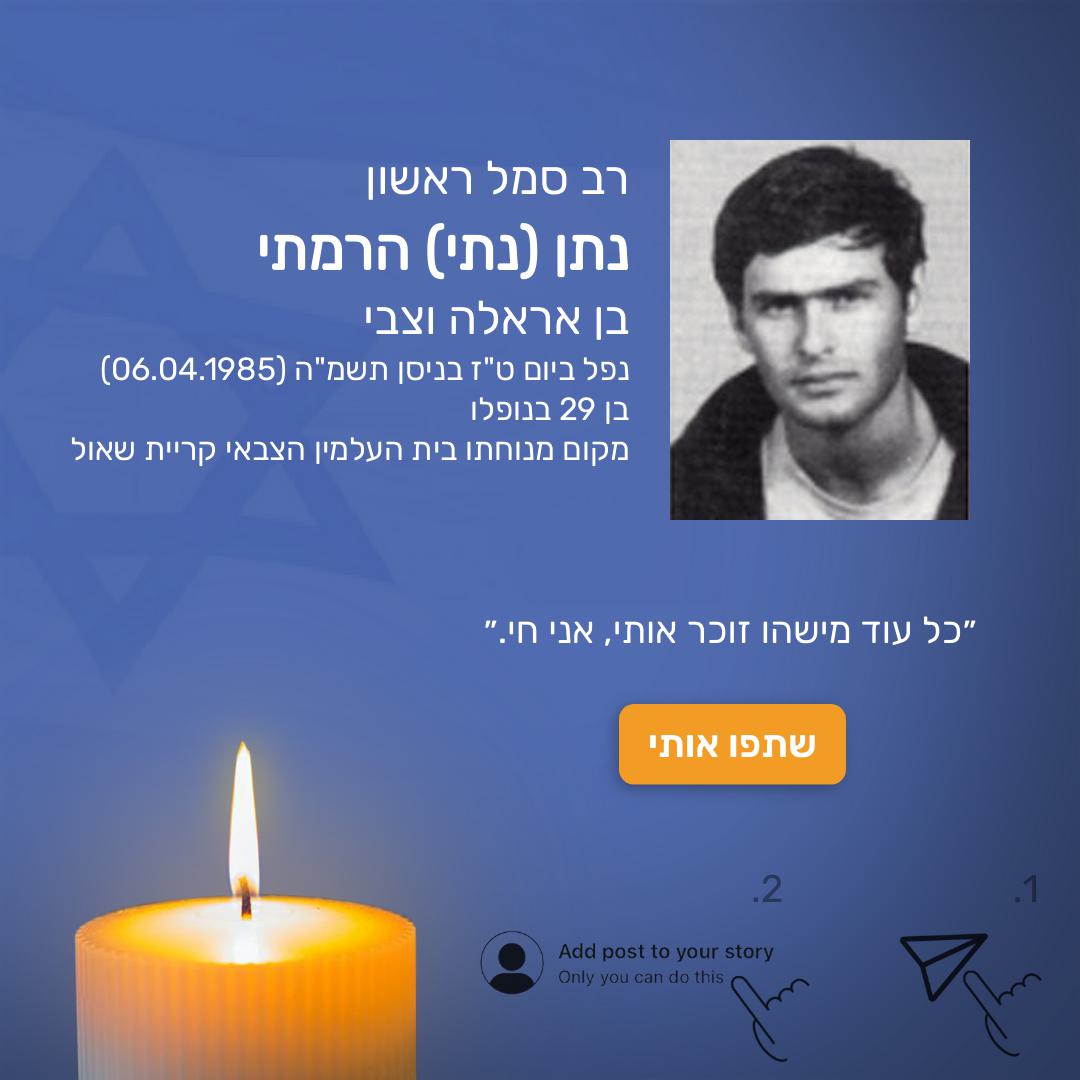 רב סמל ראשון
נתן (נתי) הרמתי
בן אראלה וצבי
נפל ביום ט"ז בניסן תשמ"ה (06.04.1985)
בן 29 בנופלו
מקום מנוחתו בית העלמין הצבאי קריית שאול
״כל עוד מישהו זוכר אותי, אני חי.״
שתפו אותי
1.
2.
Add post to your story
Only you can do this